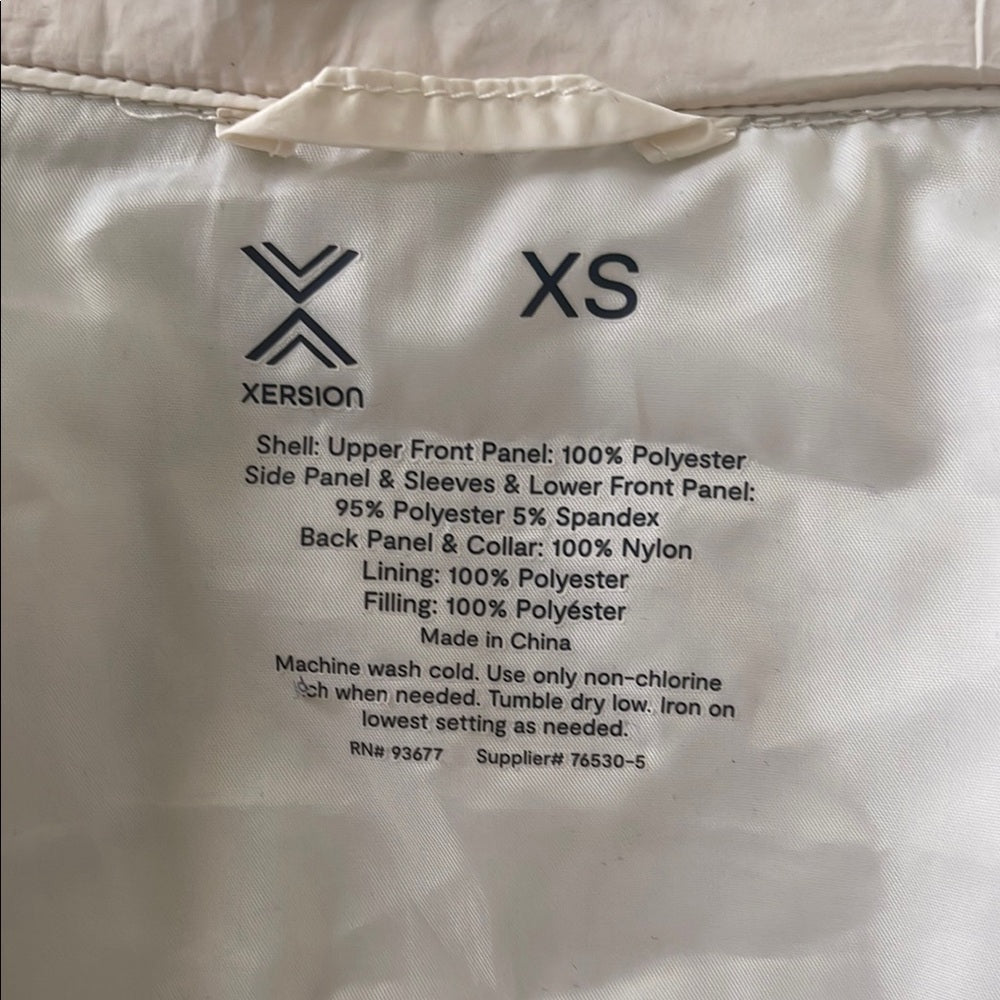 XS
XERSION
Shell: Upper Front Panel: 100% Polyester
Side Panel & Sleeves & Lower Front Panel:
95% Polyester 5% Spandex
Back Panel & Collar: 100% Nylon
Lining: 100% Polyester
Filling: 100% Polyéster
Made in China
Machine wash cold. Use only non-chlorine
when needed. Tumble dry low. Iron on
lowest setting as needed.
RN# 93677 Supplier# 76530-5